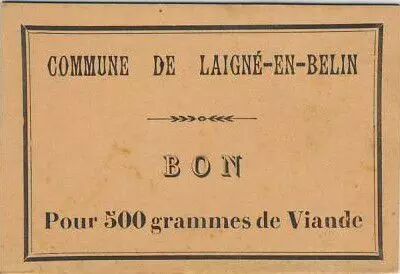 COMMUNE DE LAIGNÉ-EN-BELIN
BON
Pour 500 grammes de Viande